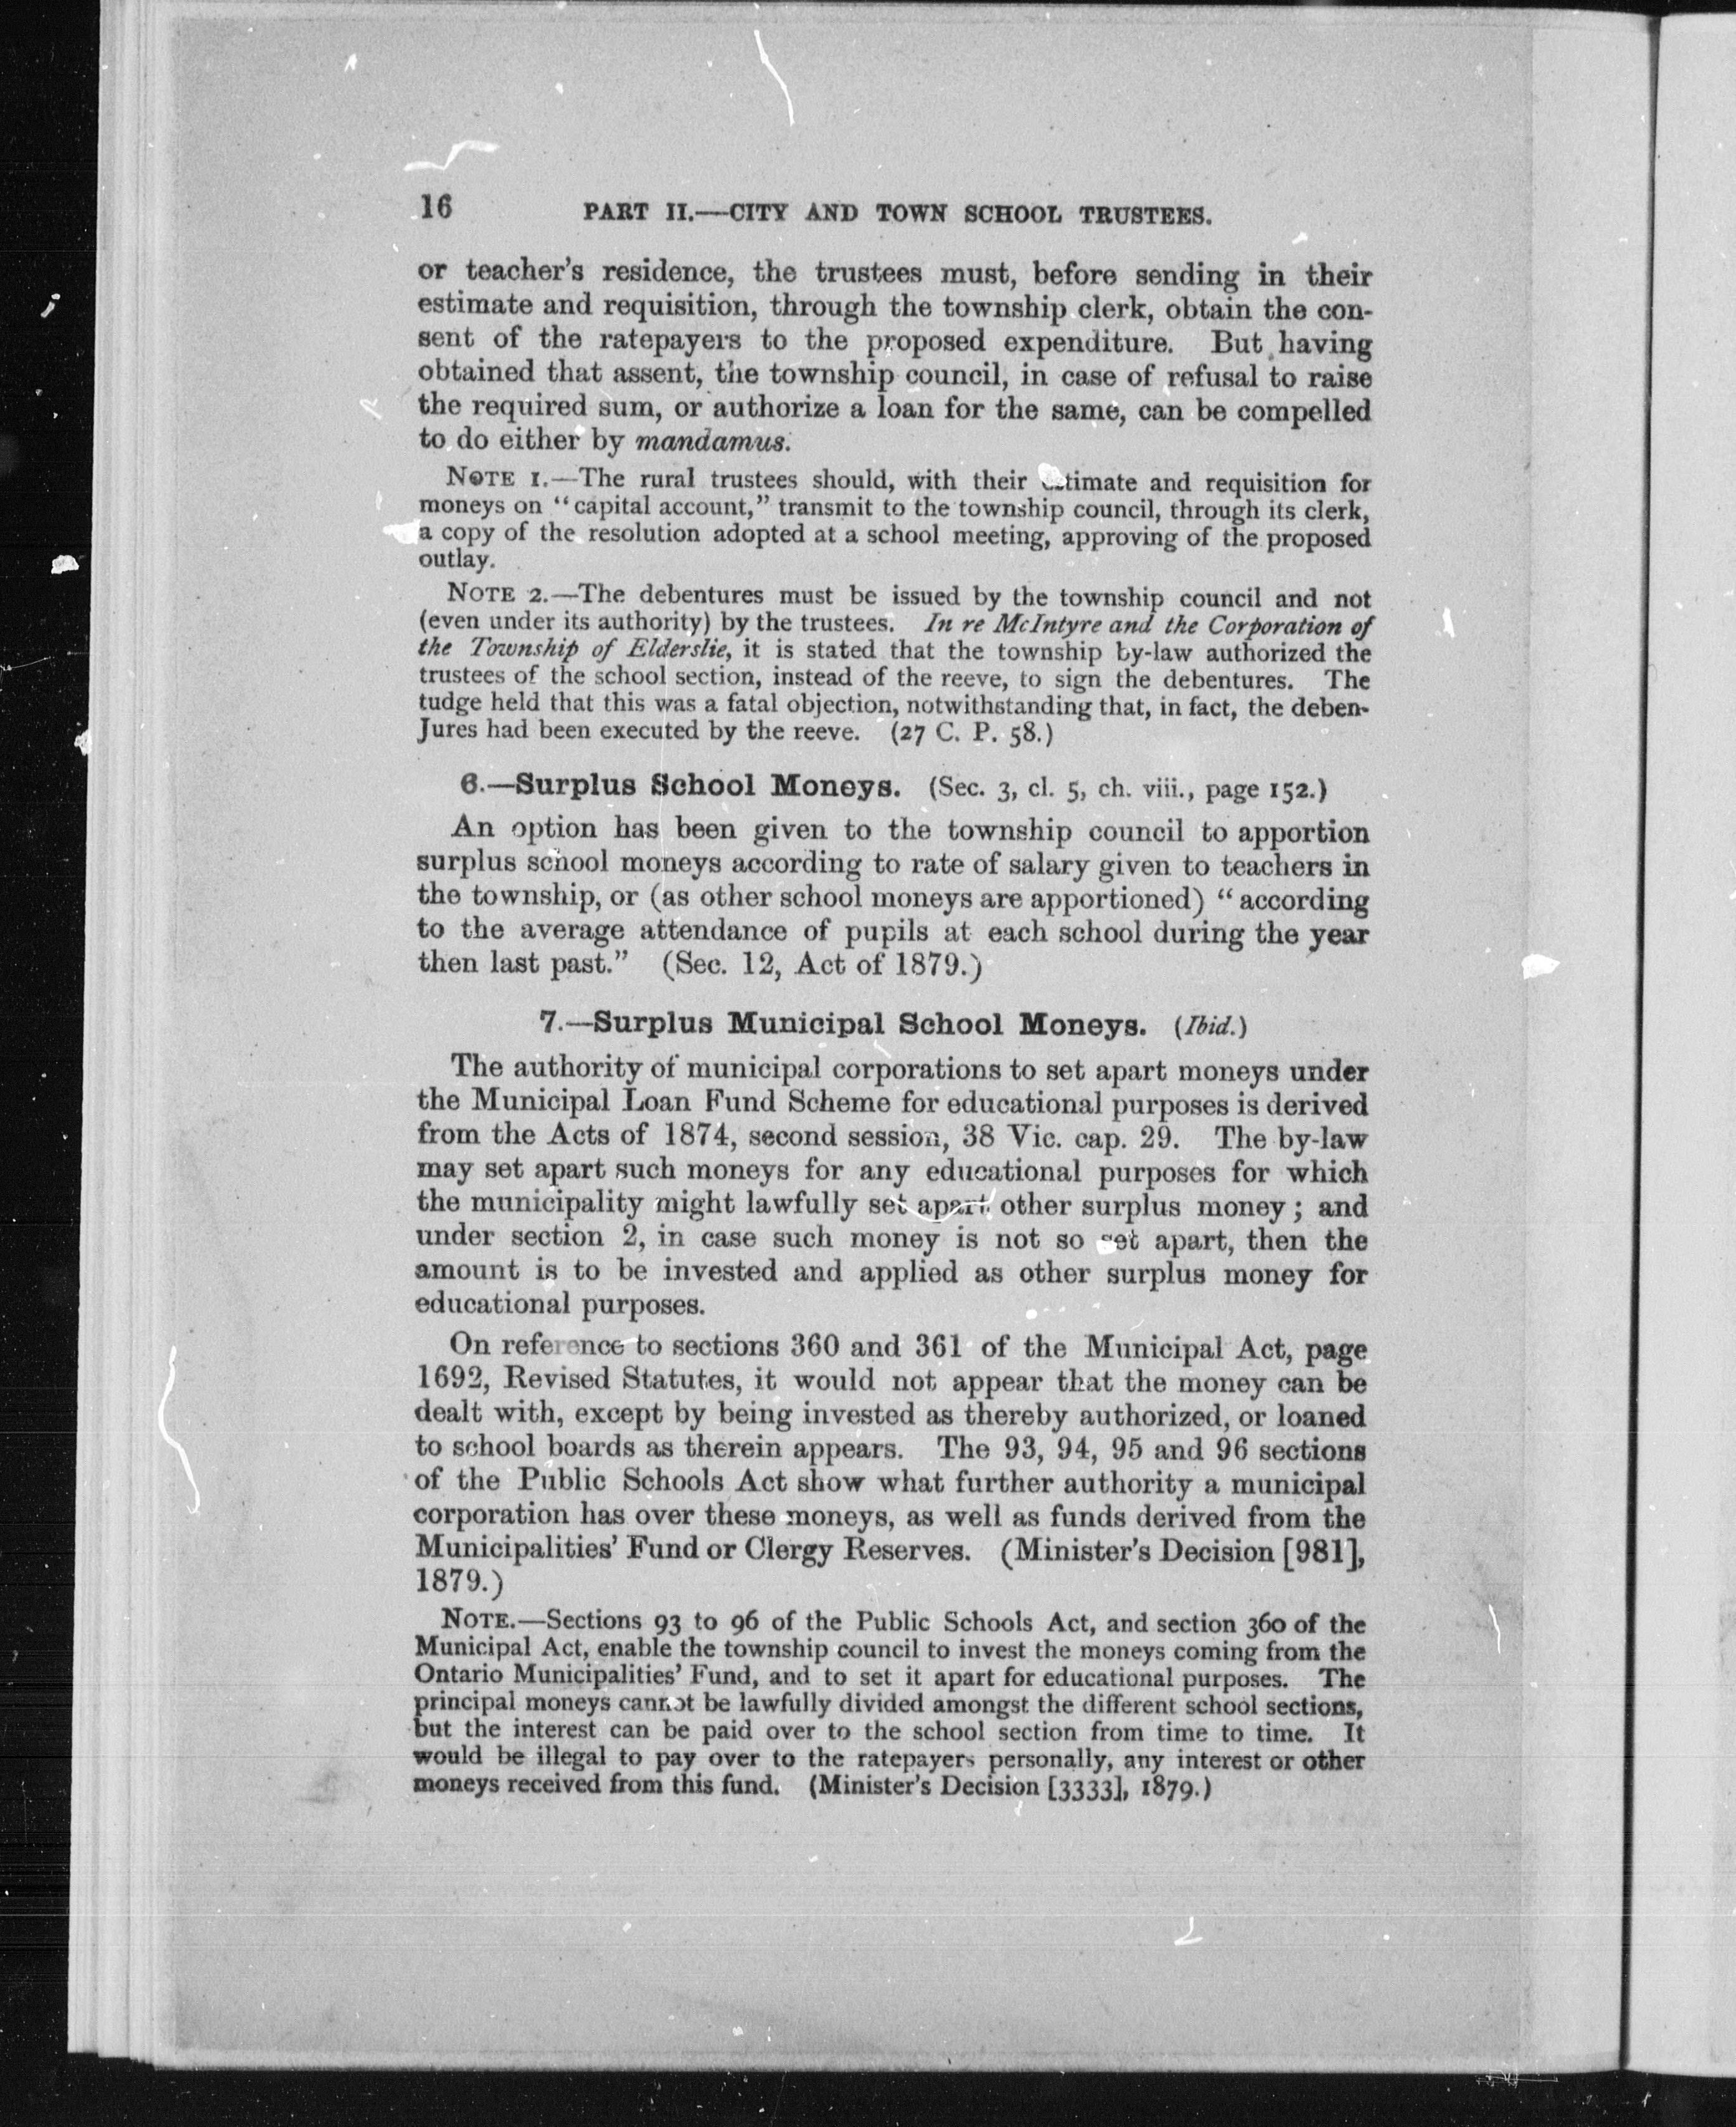 16 PART II.—CITY AND TOWN SCHOOL TRUSTEES.
or teacher's residence, the trustees must, before sending in their
estimate and requisition, through the township clerk, obtain the con-
sent of the ratepayers to the proposed expenditure. But having
obtained that assent, the township council, in case of refusal to raise
the required sum, or authorize a loan for the same, can be compelled
to do either by mandamus.
NOTE 1.—The rural trustees should, with their estimate and requisition for
moneys on "capital account," transmit to the township council, through its clerk,
a copy of the resolution adopted at a school meeting, approving of the proposed
outlay.
NOTE 2.—The debentures must be issued by the township council and not
(even under its authority) by the trustees. In re McIntyre and the Corporation of
the Township of Elderslie, it is stated that the township by-law authorized the
trustees of the school section, instead of the reeve, to sign the debentures. The
tudge held that this was a fatal objection, notwithstanding that, in fact, the deben-
Jures had been executed by the reeve. (27 C. P. 58.)
6.—Surplus School Moneys. (Sec. 3, cl. 5, ch. viii., page 152.)
An option has been given to the township council to apportion
surplus school moneys according to rate of salary given to teachers in
the township, or (as other school moneys are apportioned) "according
to the average attendance of pupils at each school during the year
then last past." (Sec. 12, Act of 1879.)
7.—Surplus Municipal School Moneys. (Ibid.)
The authority of municipal corporations to set apart moneys under
the Municipal Loan Fund Scheme for educational purposes is derived
from the Acts of 1874, second session, 38 Vic. cap. 29. The by-law
may set apart such moneys for any educational purposes for which
the municipality might lawfully set apart other surplus money; and
under section 2, in case such money is not so set apart, then the
amount is to be invested and applied as other surplus money for
educational purposes.
On reference to sections 360 and 361 of the Municipal Act, page
1692, Revised Statutes, it would not appear that the money can be
dealt with, except by being invested as thereby authorized, or loaned
to school boards as therein appears. The 93, 94, 95 and 96 sections
of the Public Schools Act show what further authority a municipal
corporation has over these moneys, as well as funds derived from the
Municipalities' Fund or Clergy Reserves. (Minister's Decision [981],
1879.)
NOTE.—Sections 93 to 96 of the Public Schools Act, and section 360 of the
Municipal Act, enable the township council to invest the moneys coming from the
Ontario Municipalities' Fund, and to set it apart for educational purposes. The
principal moneys cannot be lawfully divided amongst the different school sections,
but the interest can be paid over to the school section from time to time. It
would be illegal to pay over to the ratepayers personally, any interest or other
moneys received from this fund. (Minister's Decision [3333], 1879.)